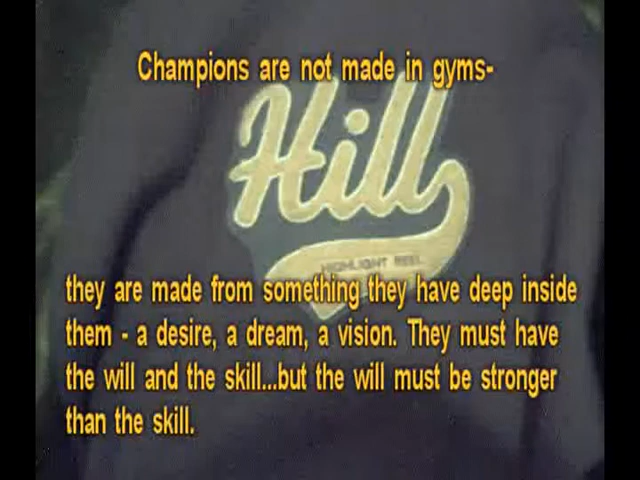 Champions are not made in gyms-
Hill
HIGHLIGHT REEL
they are made from something they have deep inside
them - a desire, a dream, a vision. They must have
the will and the skill...but the will must be stronger
than the skill.